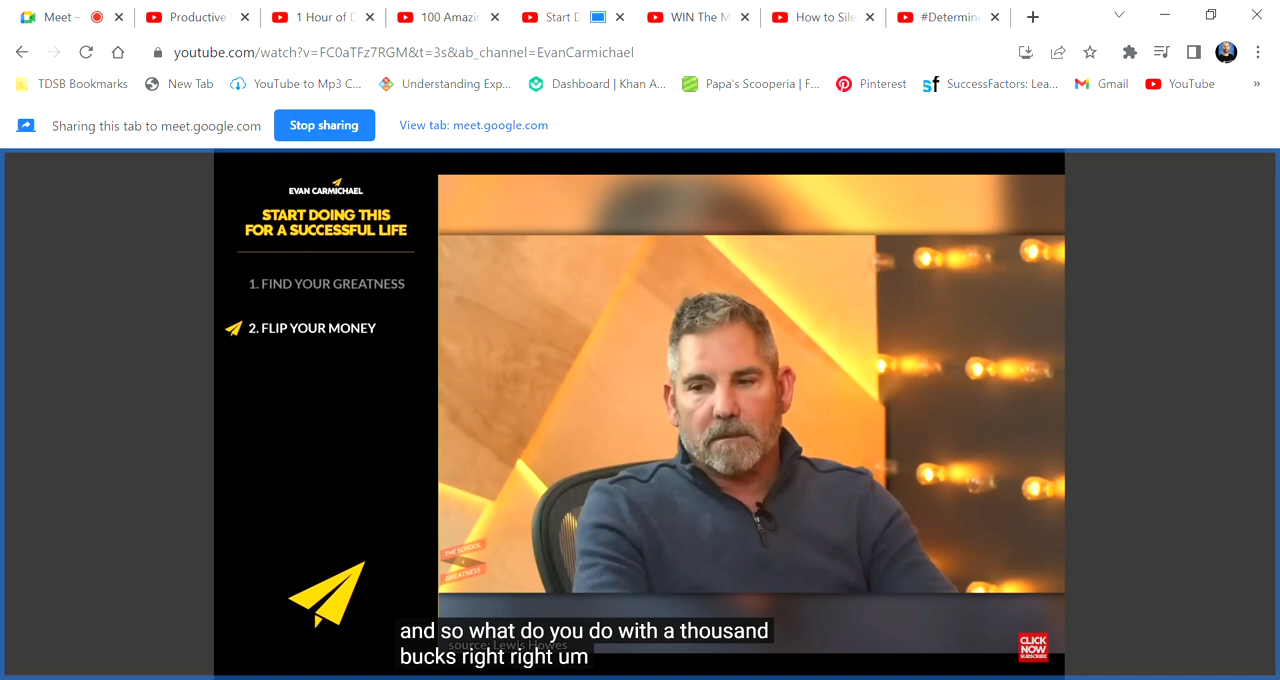 Meet –
Productive
1 Hour of D
100 Amazin
Start D
WIN The M
How to Sile
#Determin
youtube.com/watch?v=FC0aTFz7RGM&t=3s&ab_channel=EvanCarmichael
TDSB Bookmarks
New Tab
YouTube to Mp3 C...
Understanding Exp...
Dashboard | Khan A...
Papa's Scooperia | F...
Pinterest
SuccessFactors: Lea...
Gmail
YouTube
»
Sharing this tab to meet.google.com
Stop sharing
View tab: meet.google.com
EVAN CARMICHAEL
START DOING THIS
FOR A SUCCESSFUL LIFE
1. FIND YOUR GREATNESS
2. FLIP YOUR MONEY
THE SCHOOL
of
GREATNESS
source: Lewis Howes
and so what do you do with a thousand
bucks right right um
CLICK
NOW
SUBSCRIBE